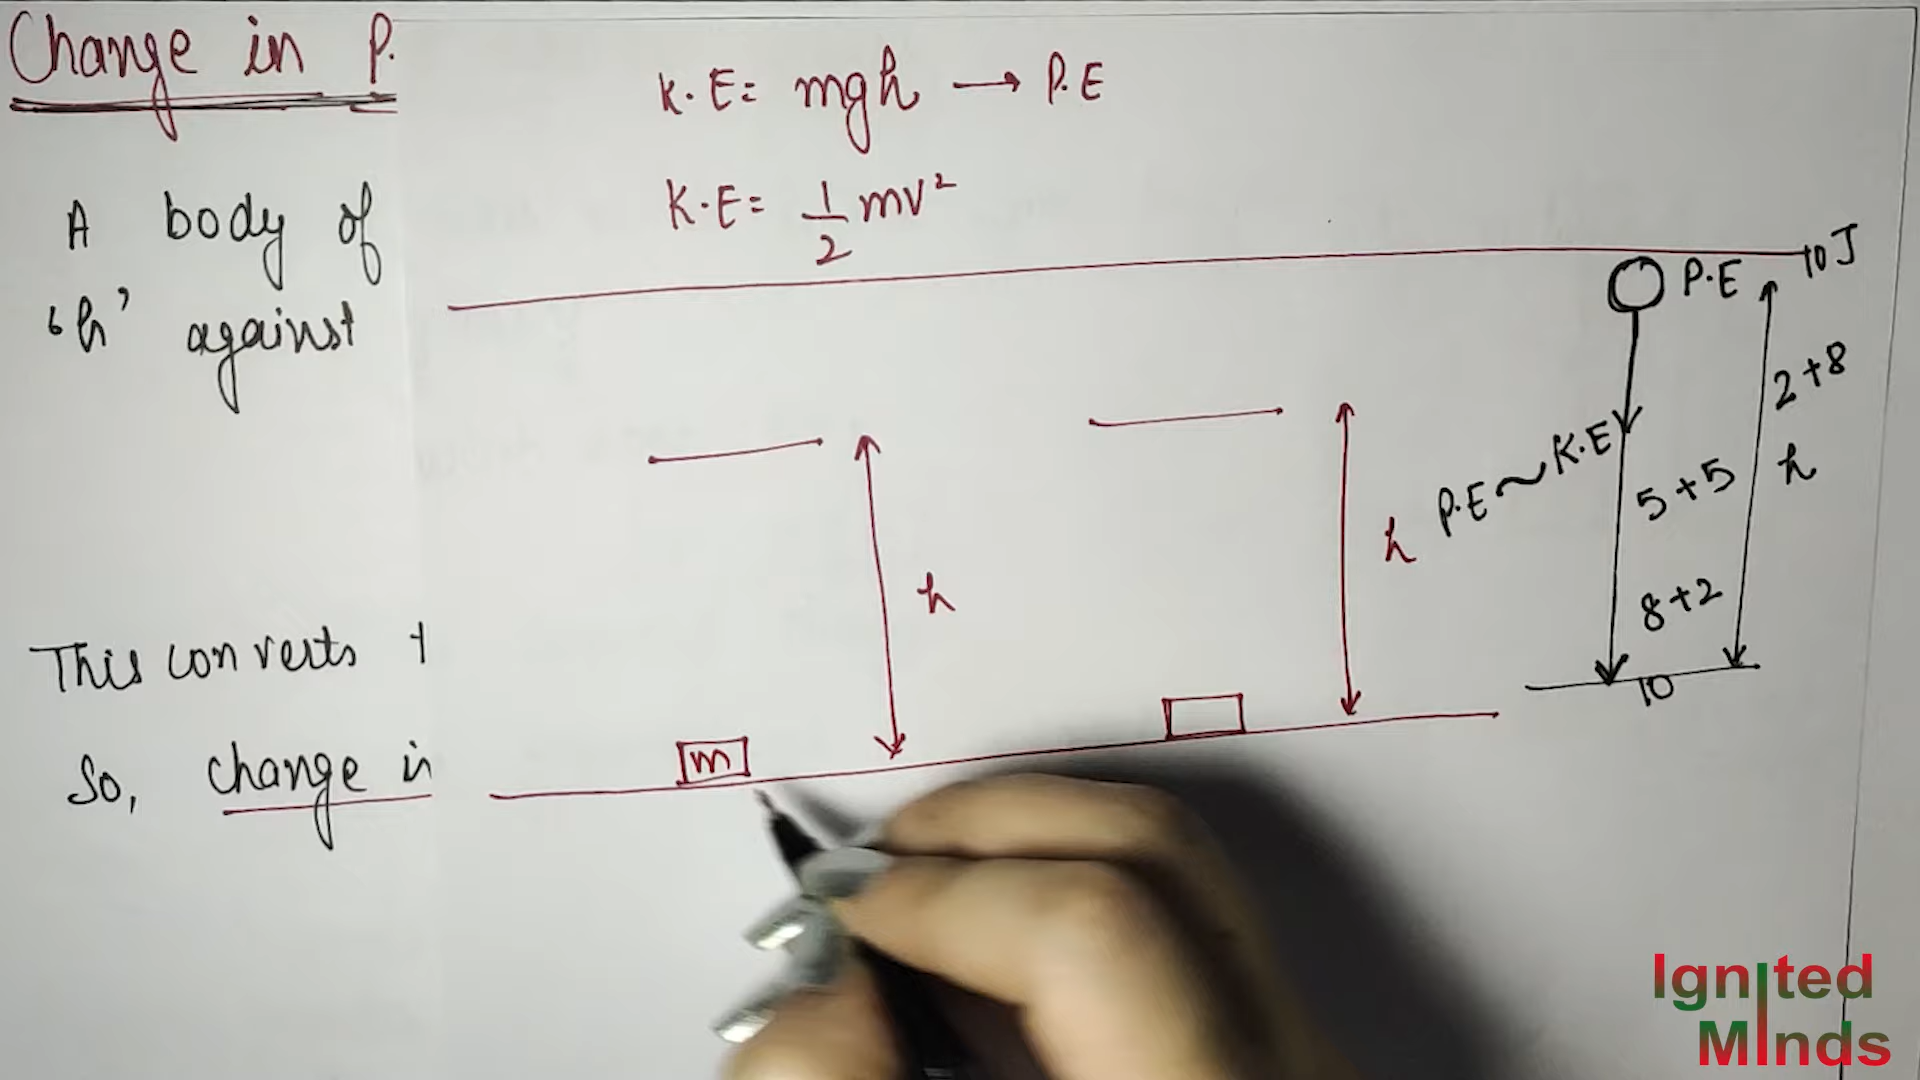 Change in P.
A body of
'h' against
This converts t
So, change in
K.E = mgh → P.E
K.E = 1/2 mv²
h
m
h
10 J
P.E
2+8
P.E ~ K.E
h
5+5
8+2
10
Ignited
Minds